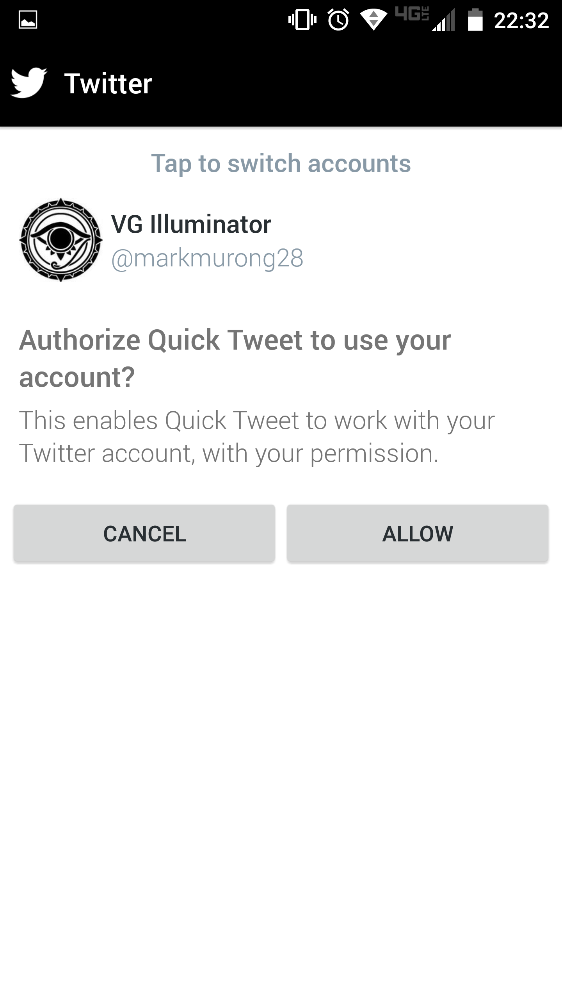 4G LTE 22:32
Twitter
Tap to switch accounts
VG Illuminator
@markmurong28
Authorize Quick Tweet to use your
account?
This enables Quick Tweet to work with your
Twitter account, with your permission.
CANCEL ALLOW